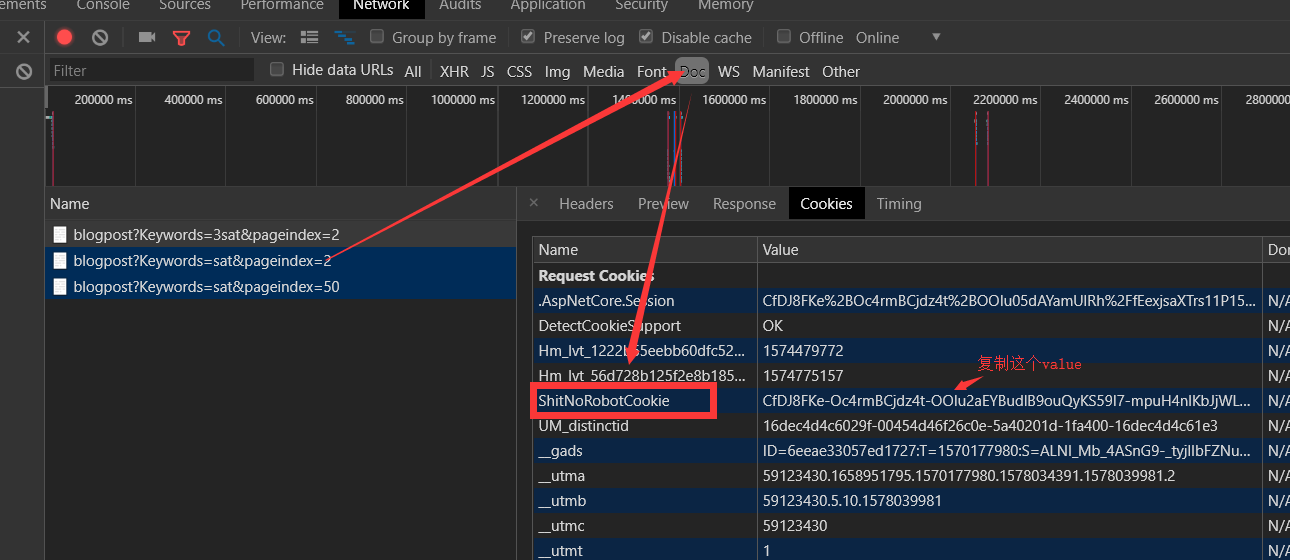 ements Console Sources Performance Network Audits Application Security Memory
View: Group by frame Preserve log Disable cache Offline Online
Filter Hide data URLs All XHR JS CSS Img Media Font Doc WS Manifest Other
200000 ms 400000 ms 600000 ms 800000 ms 1000000 ms 1200000 ms 1400000 ms 1600000 ms 1800000 ms 2000000 ms 2200000 ms 2400000 ms 2600000 ms 2800000
Name
blogpost?Keywords=3sat&pageindex=2
blogpost?Keywords=sat&pageindex=2
blogpost?Keywords=sat&pageindex=50
Headers Preview Response Cookies Timing
Name Value Dor
Request Cookies
.AspNetCore.Session CfDJ8FKe%2BOc4rmBCjdz4t%2BOOlu05dAYamUlRh%2FfEexjsaXTrs11P15... N/A
DetectCookieSupport OK N/A
Hm_lvt_1222b65eebb60dfc52... 1574479772 N/A
Hm_lvt_56d728b125f2e8b185... 1574775157 N/A
复制这个value
ShitNoRobotCookie CfDJ8FKe-Oc4rmBCjdz4t-OOlu2aEYBudlB9ouQyKS59I7-mpuH4nlKbJjWL... N/A
UM_distinctid 16dec4d4c6029f-00454d46f26c0e-5a40201d-1fa400-16dec4d4c61e3 N/A
__gads ID=6eeae33057ed1727:T=1570177980:S=ALNI_Mb_4ASnG9-_tyjlIbFZNu... N/A
__utma 59123430.1658951795.1570177980.1578034391.1578039981.2 N/A
__utmb 59123430.5.10.1578039981 N/A
__utmc 59123430 N/A
__utmt 1 N/A